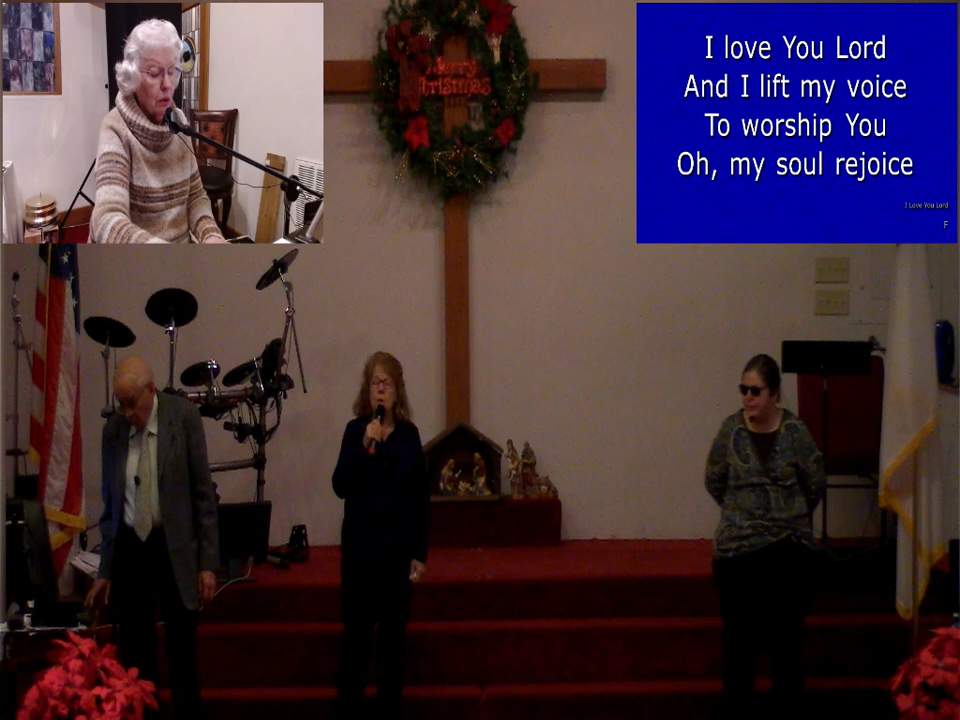 Merry
Christmas
I love You Lord
And I lift my voice
To worship You
Oh, my soul rejoice
I Love You Lord
F